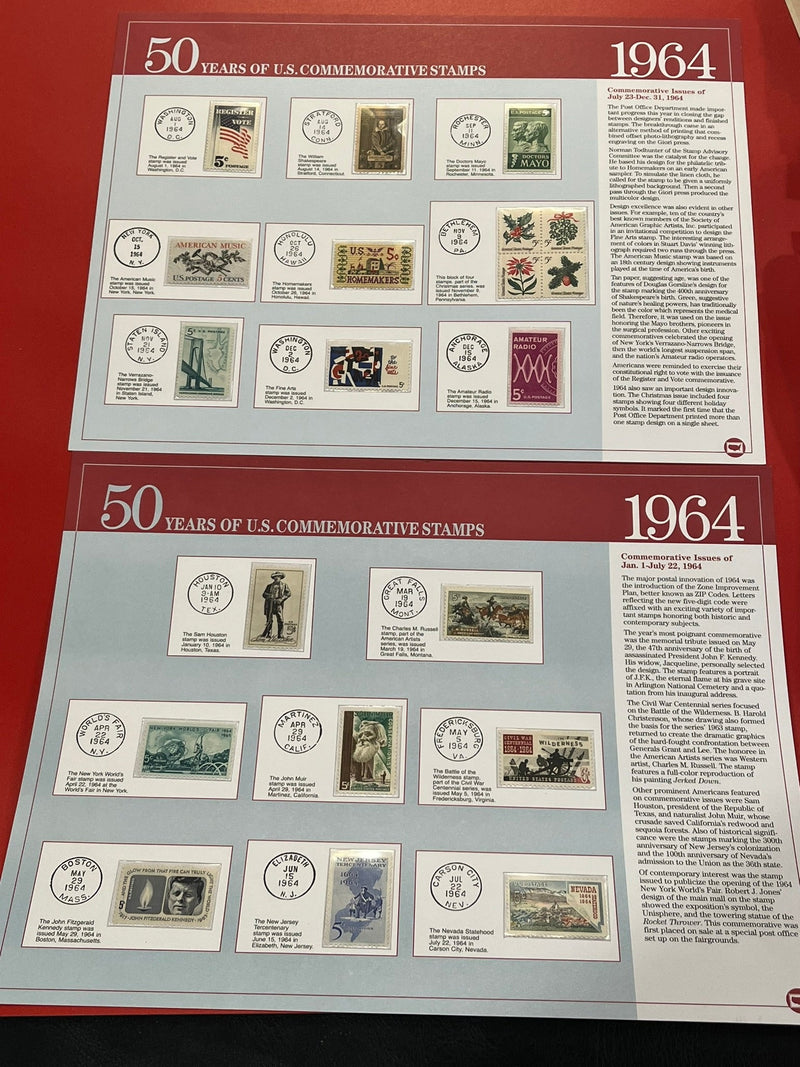 50 YEARS OF U.S. COMMEMORATIVE STAMPS
1964
WASHINGTON
AUG
1
1964
D.C.
REGISTER
VOTE
5¢
POSTAGE
The Register and Vote
stamp was issued
August 1, 1964 in
Washington, D.C.
STRATFORD
AUG
1964
CONN.
The William
Shakespeare
stamp was issued
August 14, 1964 in
Stratford, Connecticut.
ROCHESTER
SEP
11
1964
MINN.
U.S. POSTAGE
DOCTORS
MAYO
The Doctors Mayo
stamp was issued
September 11, 1964 in
Rochester, Minnesota.
NEW YORK
OCT.
15
1964
N. Y.
AMERICAN MUSIC
U.S. POSTAGE 5 CENTS
The American Music
stamp was issued
October 15, 1964 in
New York, New York.
HONOLULU
OCT
26
1964
HAWAII
U.S. 5¢
HOMEMAKERS
The Homemakers
stamp was issued
October 26, 1964 in
Honolulu, Hawaii.
BETHLEHEM
NOV
9
1964
PA.
This block of four
stamps, part of the
Christmas series, was
issued November 9,
1964 in Bethlehem,
Pennsylvania.
STATEN ISLAND
NOV
21
1964
N. Y.
5¢
The Verrazano-
Narrows Bridge
stamp was issued
November 21, 1964
in Staten Island,
New York.
WASHINGTON
DEC
2
1964
D.C.
The Fine Arts
stamp was issued
December 2, 1964 in
Washington, D.C.
ANCHORAGE
DEC
15
1964
ALASKA
AMATEUR
RADIO
5¢ U.S. POSTAGE
The Amateur Radio
stamp was issued
December 15, 1964 in
Anchorage, Alaska.
Commemorative Issues of
July 23-Dec. 31, 1964
The Post Office Department made impor-
tant progress this year in closing the gap
between designers' renditions and finished
stamps. The breakthrough came in an
alternative method of printing that com-
bined offset photo-lithography and recess
engraving on the Giori press.
Norman Todhunter of the Stamp Advisory
Committee was the catalyst for the change.
He based his design for the philatelic trib-
ute to Homemakers on an early American
sampler. To simulate the linen cloth, he
called for the stamp to be given a uniformly
lithographed background. Then a second
pass through the Giori press produced the
multicolor design.
Design excellence was also evident in other
issues. For example, ten of the country's
best known members of the Society of
American Graphic Artists, Inc. participated
in an invitational competition to design the
Fine Arts stamp. The interesting arrange-
ment of colors in Stuart Davis' winning lith-
ograph required two runs through the press.
The American Music stamp was based on
an 18th century design showing instruments
played at the time of America's birth.
Tan paper, suggesting age, was one of the
features of Douglas Gorsline's design for
the stamp marking the 400th anniversary
of Shakespeare's birth. Green, suggestive
of nature's healing powers, has traditionally
been the color which represents the medical
field. Therefore, it was used on the issue
honoring the Mayo brothers, pioneers in
the surgical profession. Other exciting
commemoratives celebrated the opening
of New York's Verrazano-Narrows Bridge,
then the world's longest suspension span,
and the nation's Amateur radio operators.
Americans were reminded to exercise their
constitutional right to vote with the issuance
of the Register and Vote commemorative.
1964 also saw an important design innova-
tion. The Christmas issue included four
stamps showing four different holiday
symbols. It marked the first time that the
Post Office Department printed more than
one stamp design on a single sheet.
50 YEARS OF U.S. COMMEMORATIVE STAMPS
1964
HOUSTON
JAN 10
9-AM
1964
TEX.
The Sam Houston
stamp was issued
January 10, 1964 in
Houston, Texas.
GREAT FALLS
MAR
19
1964
MONT.
The Charles M. Russell
stamp, part of the
American Artists
series, was issued
March 19, 1964 in
Great Falls, Montana.
WORLD'S FAIR
APR
22
1964
N.Y.
NEW YORK WORLD'S FAIR 1964
The New York World's
Fair stamp was issued
April 22, 1964 at the
World's Fair in New York.
MARTINEZ
APR
29
1964
CALIF.
5¢
The John Muir
stamp was issued
April 29, 1964 in
Martinez, California.
FREDERICKSBURG
MAY
5
1964
VA.
CIVIL WAR
CENTENNIAL
1864-1964
WILDERNESS
UNITED STATES POSTAGE
The Battle of the
Wilderness stamp,
part of the Civil War
Centennial series, was
issued May 5, 1964 in
Fredericksburg, Virginia.
BOSTON
MAY
29
1964
MASS.
GLOW FROM THAT FIRE CAN TRULY
JOHN FITZGERALD KENNEDY
The John Fitzgerald
Kennedy stamp was
issued May 29, 1964 in
Boston, Massachusetts.
ELIZABETH
JUN
15
1964
N. J.
NEW JERSEY
TERCENTENARY
1664 1964
5
The New Jersey
Tercentenary
stamp was issued
June 15, 1964 in
Elizabeth, New Jersey.
CARSON CITY
JUL
22
1964
NEV.
NEVADA
1864
1964
The Nevada Statehood
stamp was issued
July 22, 1964 in
Carson City, Nevada.
Commemorative Issues of
Jan. 1-July 22, 1964
The major postal innovation of 1964 was
the introduction of the Zone Improvement
Plan, better known as ZIP Codes. Letters
reflecting the new five-digit code were
affixed with an exciting variety of impor-
tant stamps honoring both historic and
contemporary subjects.
The year's most poignant commemorative
was the memorial tribute issued on May
29, the 47th anniversary of the birth of
assassinated President John F. Kennedy.
His widow, Jacqueline, personally selected
the design. The stamp features a portrait
of J.F.K., the eternal flame at his grave site
in Arlington National Cemetery and a quo-
tation from his inaugural address.
The Civil War Centennial series focused
on the Battle of the Wilderness. B. Harold
Christenson, whose drawing also formed
the basis for the series' 1963 stamp,
returned to create the dramatic graphics
of the hard-fought confrontation between
Generals Grant and Lee. The honoree in
the American Artists series was Western
artist, Charles M. Russell. The stamp
features a full-color reproduction of
his painting Jerked Down.
Other prominent Americans featured
on commemorative issues were Sam
Houston, president of the Republic of
Texas, and naturalist John Muir, whose
crusade saved California's redwood and
sequoia forests. Also of historical signifi-
cance were the stamps marking the 300th
anniversary of New Jersey's colonization
and the 100th anniversary of Nevada's
admission to the Union as the 36th state.
Of contemporary interest was the stamp
issued to publicize the opening of the 1964
New York World's Fair. Robert J. Jones'
design of the main mall on the stamp
showed the exposition's symbol, the
Unisphere, and the towering statue of the
Rocket Thrower. This commemorative was
first placed on sale at a special post office
set up on the fairgrounds.